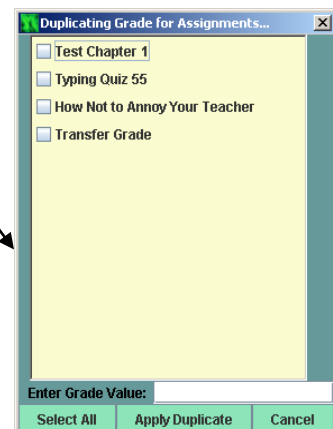 Duplicating Grade for Assignments...
Test Chapter 1
Typing Quiz 55
How Not to Annoy Your Teacher
Transfer Grade
Enter Grade Value:
Select All Apply Duplicate Cancel